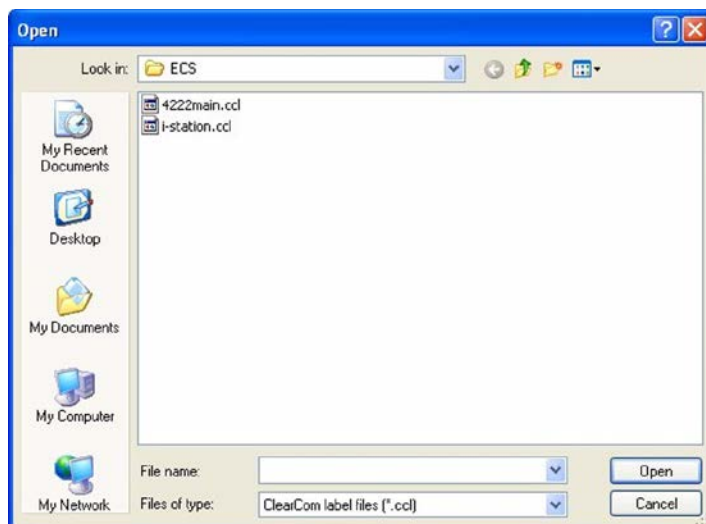 Open
Look in:
ECS
4222main.ccl
i-station.ccl
My Recent
Documents
Desktop
My Documents
My Computer
My Network
File name:
Open
Files of type:
ClearCom label files (*.ccl)
Cancel